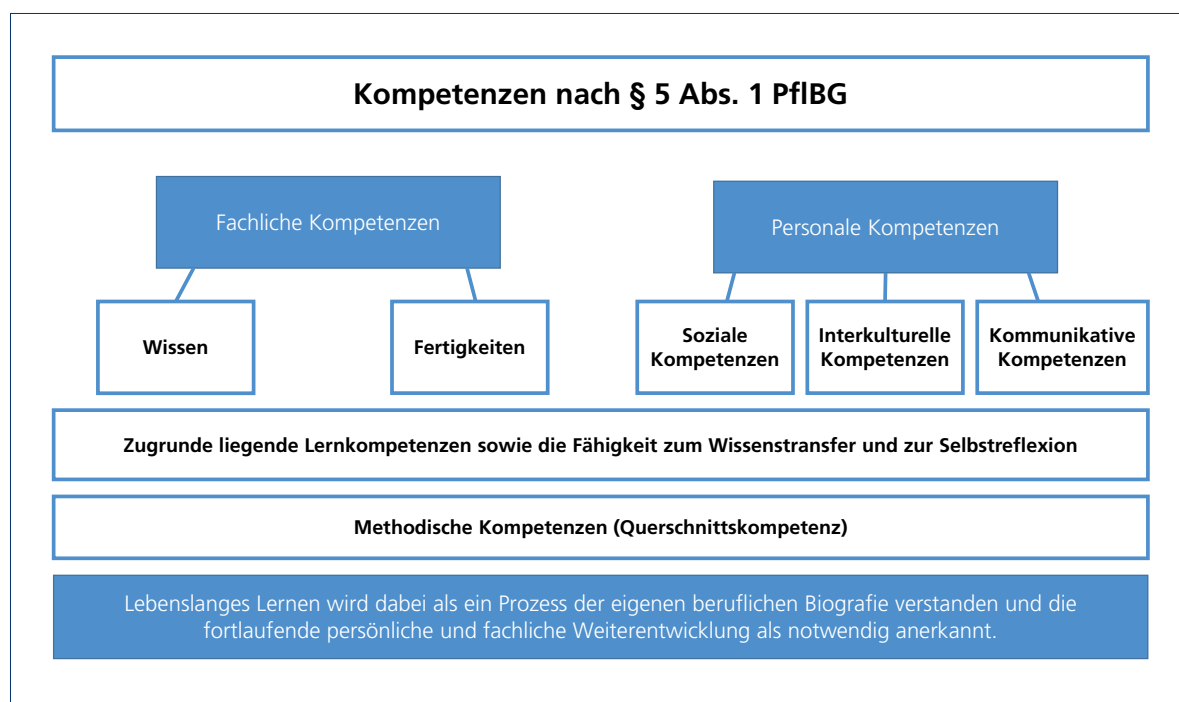 Kompetenzen nach § 5 Abs. 1 PflBG
Fachliche Kompetenzen
Personale Kompetenzen
Wissen
Fertigkeiten
Soziale
Kompetenzen
Interkulturelle
Kompetenzen
Kommunikative
Kompetenzen
Zugrunde liegende Lernkompetenzen sowie die Fähigkeit zum Wissenstransfer und zur Selbstreflexion
Methodische Kompetenzen (Querschnittskompetenz)
Lebenslanges Lernen wird dabei als ein Prozess der eigenen beruflichen Biografie verstanden und die
fortlaufende persönliche und fachliche Weiterentwicklung als notwendig anerkannt.